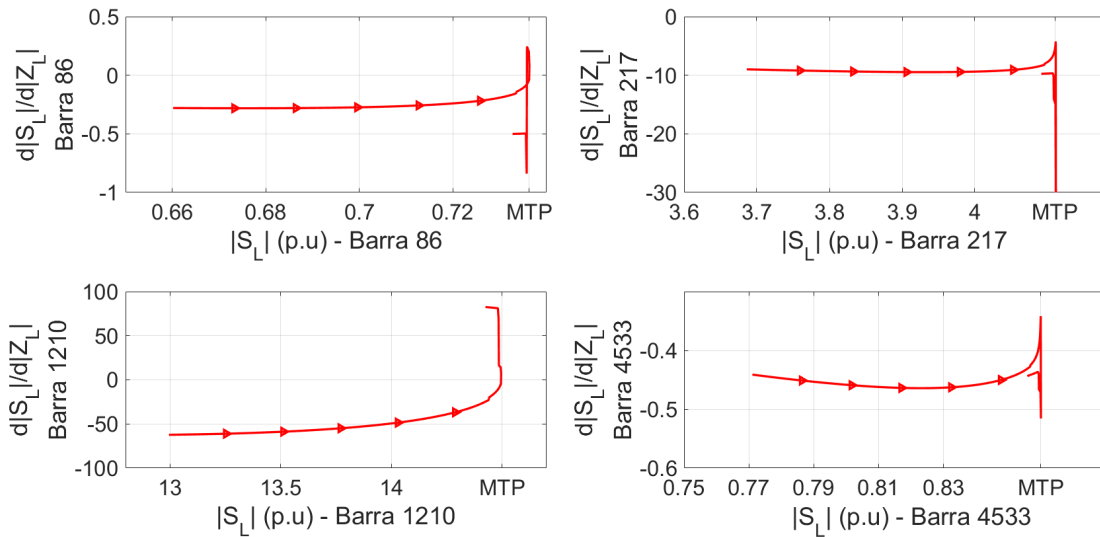 d|S_L|/d|Z_L|
Barra 86
0.5
0
-0.5
-1
0.66
0.68
0.7
0.72
MTP
|S_L| (p.u) - Barra 86
d|S_L|/d|Z_L|
Barra 217
0
-10
-20
-30
3.6
3.7
3.8
3.9
4
MTP
|S_L| (p.u) - Barra 217
d|S_L|/d|Z_L|
Barra 1210
100
50
0
-50
-100
13
13.5
14
MTP
|S_L| (p.u) - Barra 1210
d|S_L|/d|Z_L|
Barra 4533
-0.4
-0.5
-0.6
0.75
0.77
0.79
0.81
0.83
MTP
|S_L| (p.u) - Barra 4533